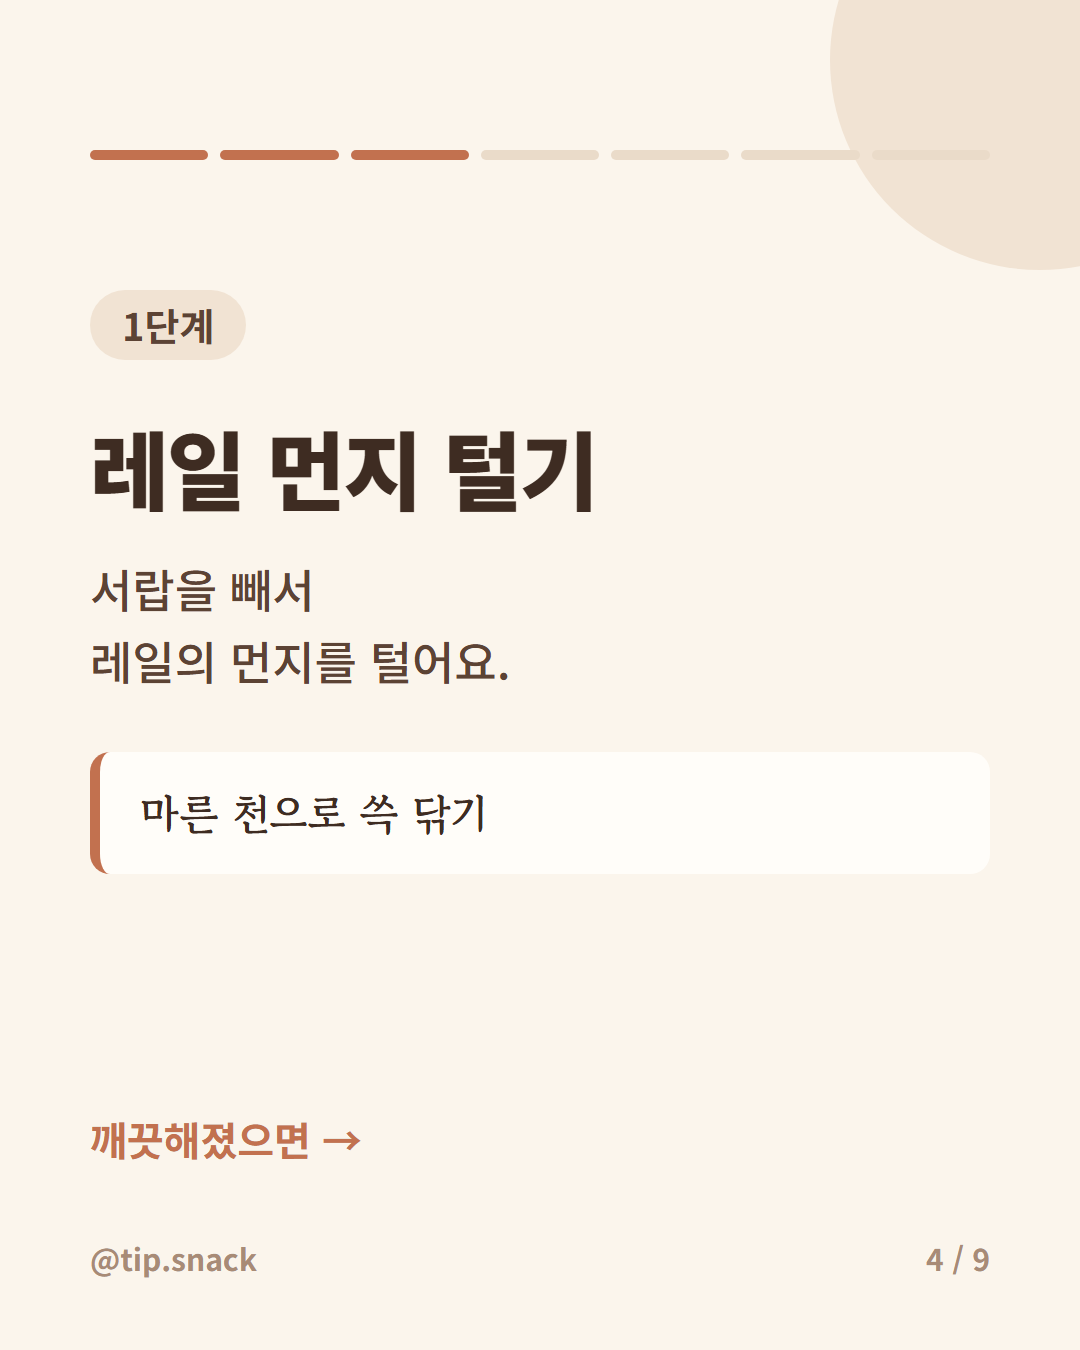 1단계
레일 먼지 털기
서랍을 빼서
레일의 먼지를 털어요.
마른 천으로 쓱 닦기
깨끗해졌으면 →
@tip.snack
4 / 9